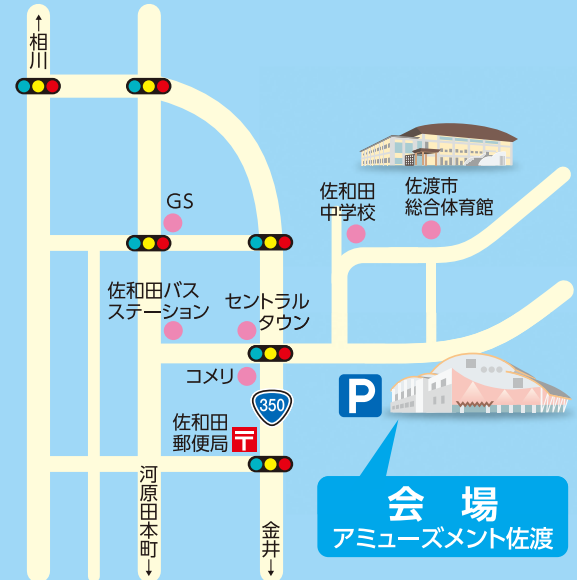 ↑相川
GS
佐和田
中学校
佐渡市
総合体育館
佐和田バス
ステーション
セントラル
タウン
コメリ
350
P
佐和田
郵便局
〒
河原田本町↓
金井↓
会 場
アミューズメント佐渡